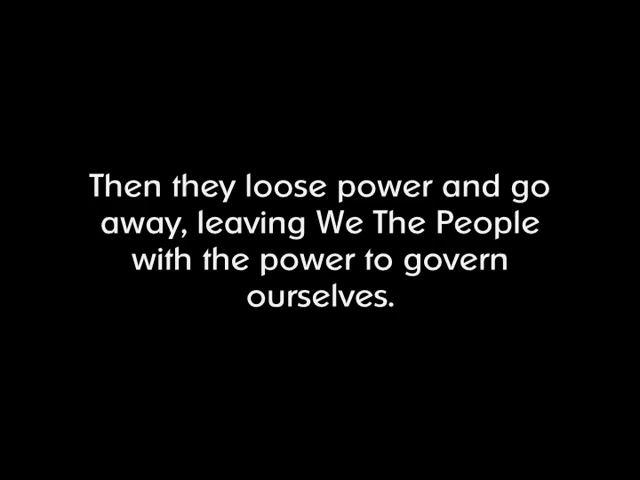 Then they loose power and go
away, leaving We The People
with the power to govern
ourselves.